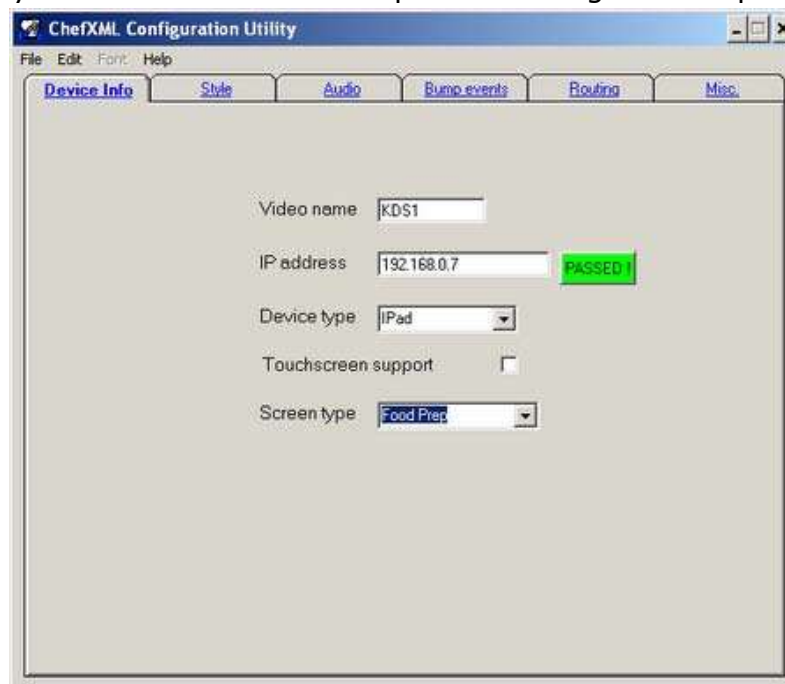 ChefXML Configuration Utility
File Edit Font Help
Device Info Style Audio Bump events Routing Misc.
Video name KDS1
IP address 192.168.0.7 PASSED !
Device type IPad
Touchscreen support
Screen type Food Prep